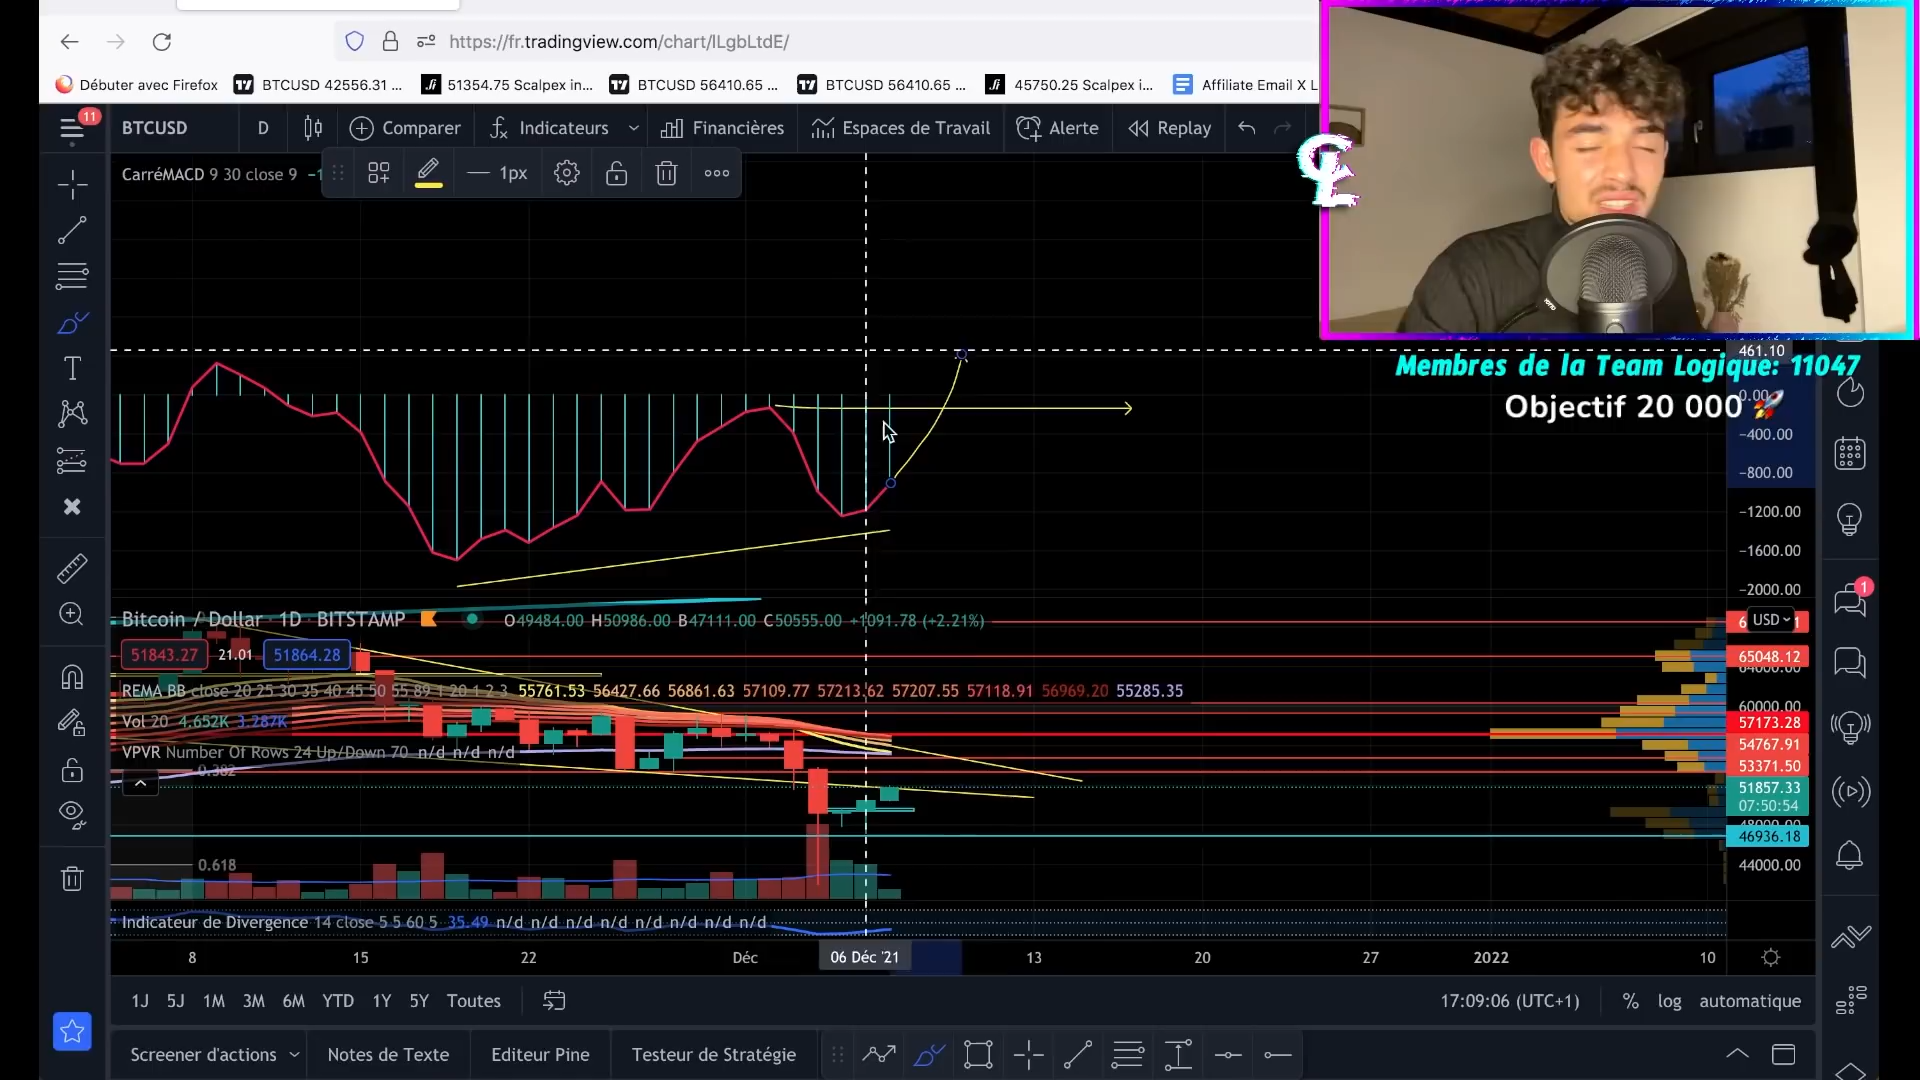 https://fr.tradingview.com/chart/lLgbLtdE/
Débuter avec Firefox
BTCUSD 42556.31 ...
51354.75 Scalpex in...
BTCUSD 56410.65 ...
BTCUSD 56410.65 ...
45750.25 Scalpex i...
Affiliate Email X L
11
BTCUSD
D
Comparer
Indicateurs
Financières
Espaces de Travail
Alerte
Replay
CarréMACD 9 30 close 9
1px
CL
461.10
Membres de la Team Logique: 11047
0.00
Objectif 20 000 🚀
−400.00
−800.00
−1200.00
−1600.00
−2000.00
1
Bitcoin / Dollar 1D BITSTAMP
O49484.00 H50986.00 B47111.00 C50555.00 +1091.78 (+2.21%)
USD
51843.27
21.01
51864.28
65048.12
64000.00
REMA BB close 20 25 30 35 40 45 50 55 89 1 20 1 2 3 55761.53 56427.66 56861.63 57109.77 57213.62 57207.55 57118.91 56969.20 55285.35
60000.00
Vol 20 4.652K 3.287K
57173.28
VPVR Number Of Rows 24 Up/Down 70 n/d n/d n/d
54767.91
0.382
53371.50
51857.33
07:50:54
48000.00
46936.18
0.618
44000.00
Indicateur de Divergence 14 close 5 5 60 5 35.49 n/d n/d n/d n/d n/d n/d n/d n/d
8
15
22
Déc
06 Déc '21
13
20
27
2022
10
1J 5J 1M 3M 6M YTD 1Y 5Y Toutes
17:09:06 (UTC+1)
% log automatique
Screener d'actions
Notes de Texte
Editeur Pine
Testeur de Stratégie